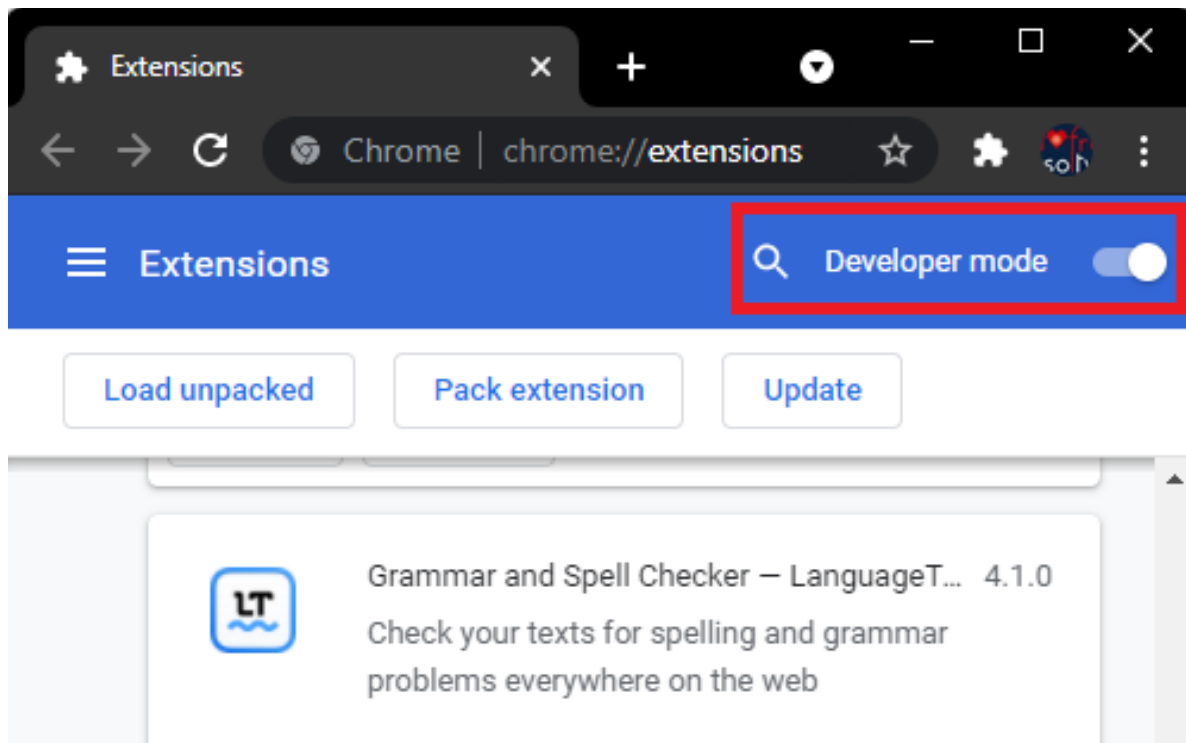 Extensions
Chrome | chrome://extensions
Extensions
Developer mode
Load unpacked
Pack extension
Update
LT
Grammar and Spell Checker — LanguageT... 4.1.0
Check your texts for spelling and grammar
problems everywhere on the web